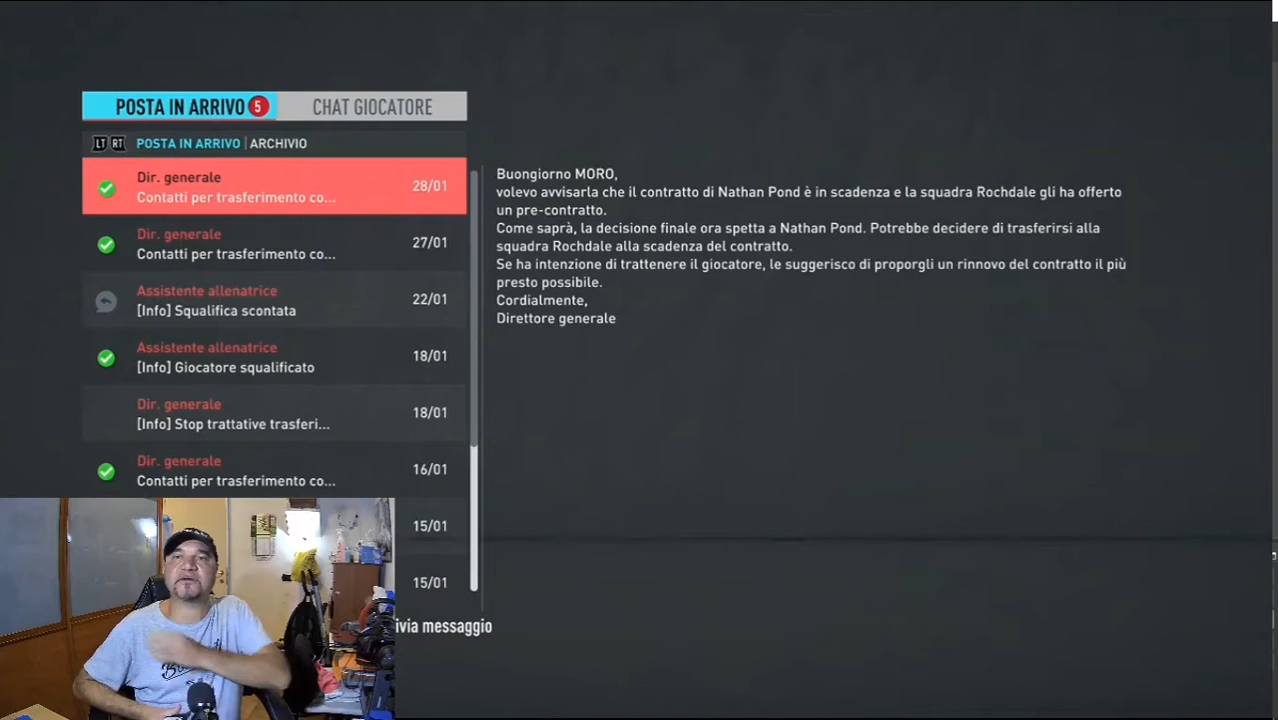 POSTA IN ARRIVO 5
CHAT GIOCATORE
LT RT POSTA IN ARRIVO | ARCHIVIO
Dir. generale
Contatti per trasferimento co...
28/01
Dir. generale
Contatti per trasferimento co...
27/01
Assistente allenatrice
[Info] Squalifica scontata
22/01
Assistente allenatrice
[Info] Giocatore squalificato
18/01
Dir. generale
[Info] Stop trattative trasferi...
18/01
Dir. generale
Contatti per trasferimento co...
16/01
15/01
15/01
ivia messaggio
Buongiorno MORO,
volevo avvisarla che il contratto di Nathan Pond è in scadenza e la squadra Rochdale gli ha offerto
un pre-contratto.
Come saprà, la decisione finale ora spetta a Nathan Pond. Potrebbe decidere di trasferirsi alla
squadra Rochdale alla scadenza del contratto.
Se ha intenzione di trattenere il giocatore, le suggerisco di proporgli un rinnovo del contratto il più
presto possibile.
Cordialmente,
Direttore generale